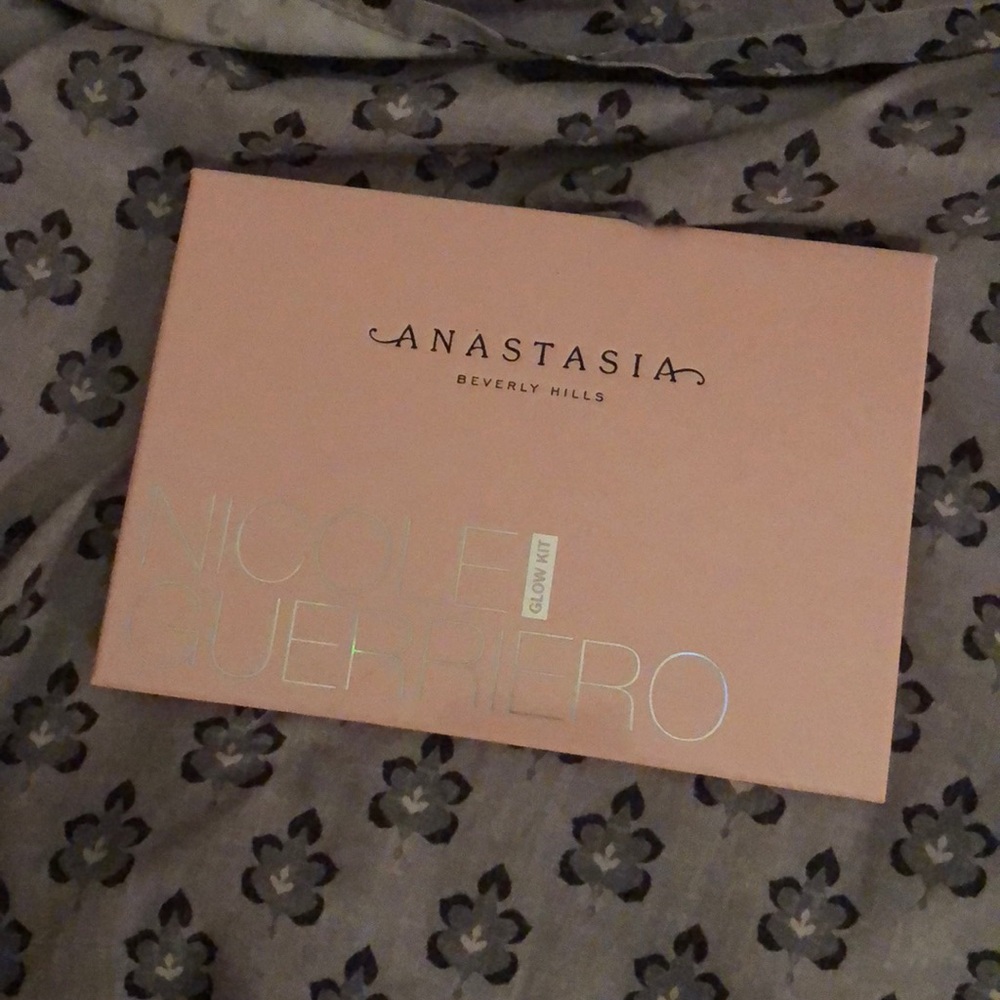 ANASTASIA
BEVERLY HILLS
NICOLE
GLOW KIT
GUERRIERO